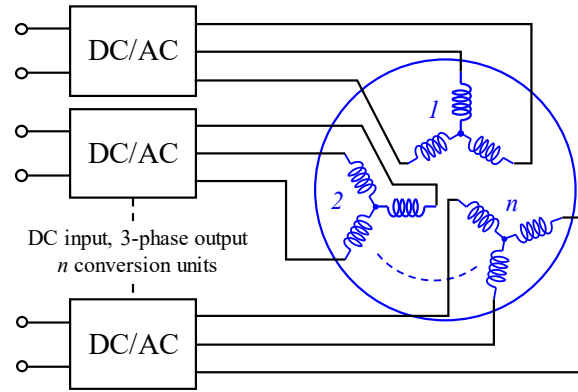 DC/AC
1
DC/AC
2
n
DC input, 3-phase output
n conversion units
DC/AC